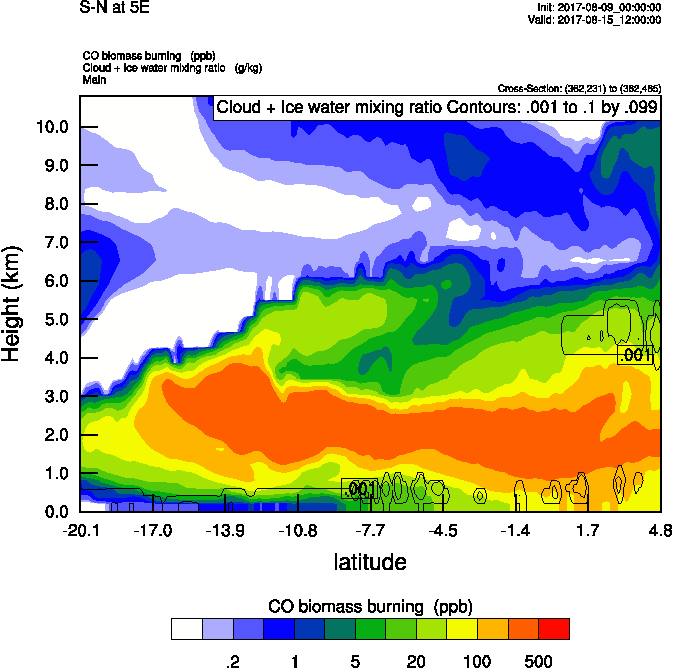 S-N at 5E
Init: 2017-08-09_00:00:00
Valid: 2017-08-15_12:00:00
CO biomass burning (ppb)
Cloud + Ice water mixing ratio (g/kg)
Main
Cross-Section: (362,231) to (362,485)
Cloud + Ice water mixing ratio Contours: .001 to .1 by .099
10.0
9.0
8.0
7.0
6.0
5.0
4.0
3.0
2.0
1.0
0.0
Height (km)
.001
.001
-20.1 -17.0 -13.9 -10.8 -7.7 -4.5 -1.4 1.7 4.8
latitude
CO biomass burning (ppb)
.2 1 5 20 100 500